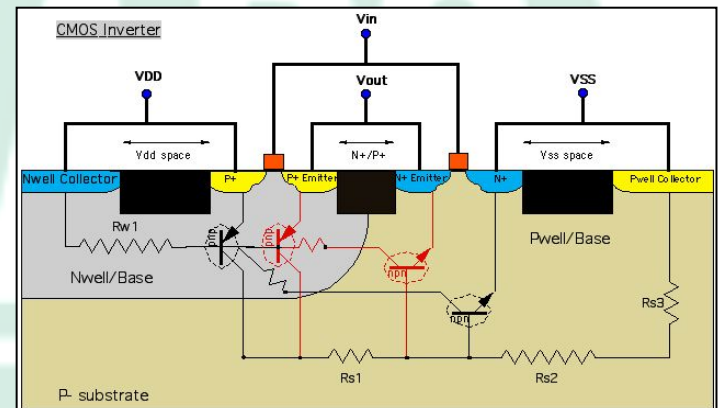 CMOS Inverter
Vin
VDD
Vout
VSS
Vdd space
N+/P+
Vss space
Nwell Collector
P+
P+ Emitter
N+ Emitter
N+
Pwell Collector
Rw1
pnp
pnp
npn
Pwell/Base
Nwell/Base
npn
Rs3
Rs1
Rs2
P- substrate